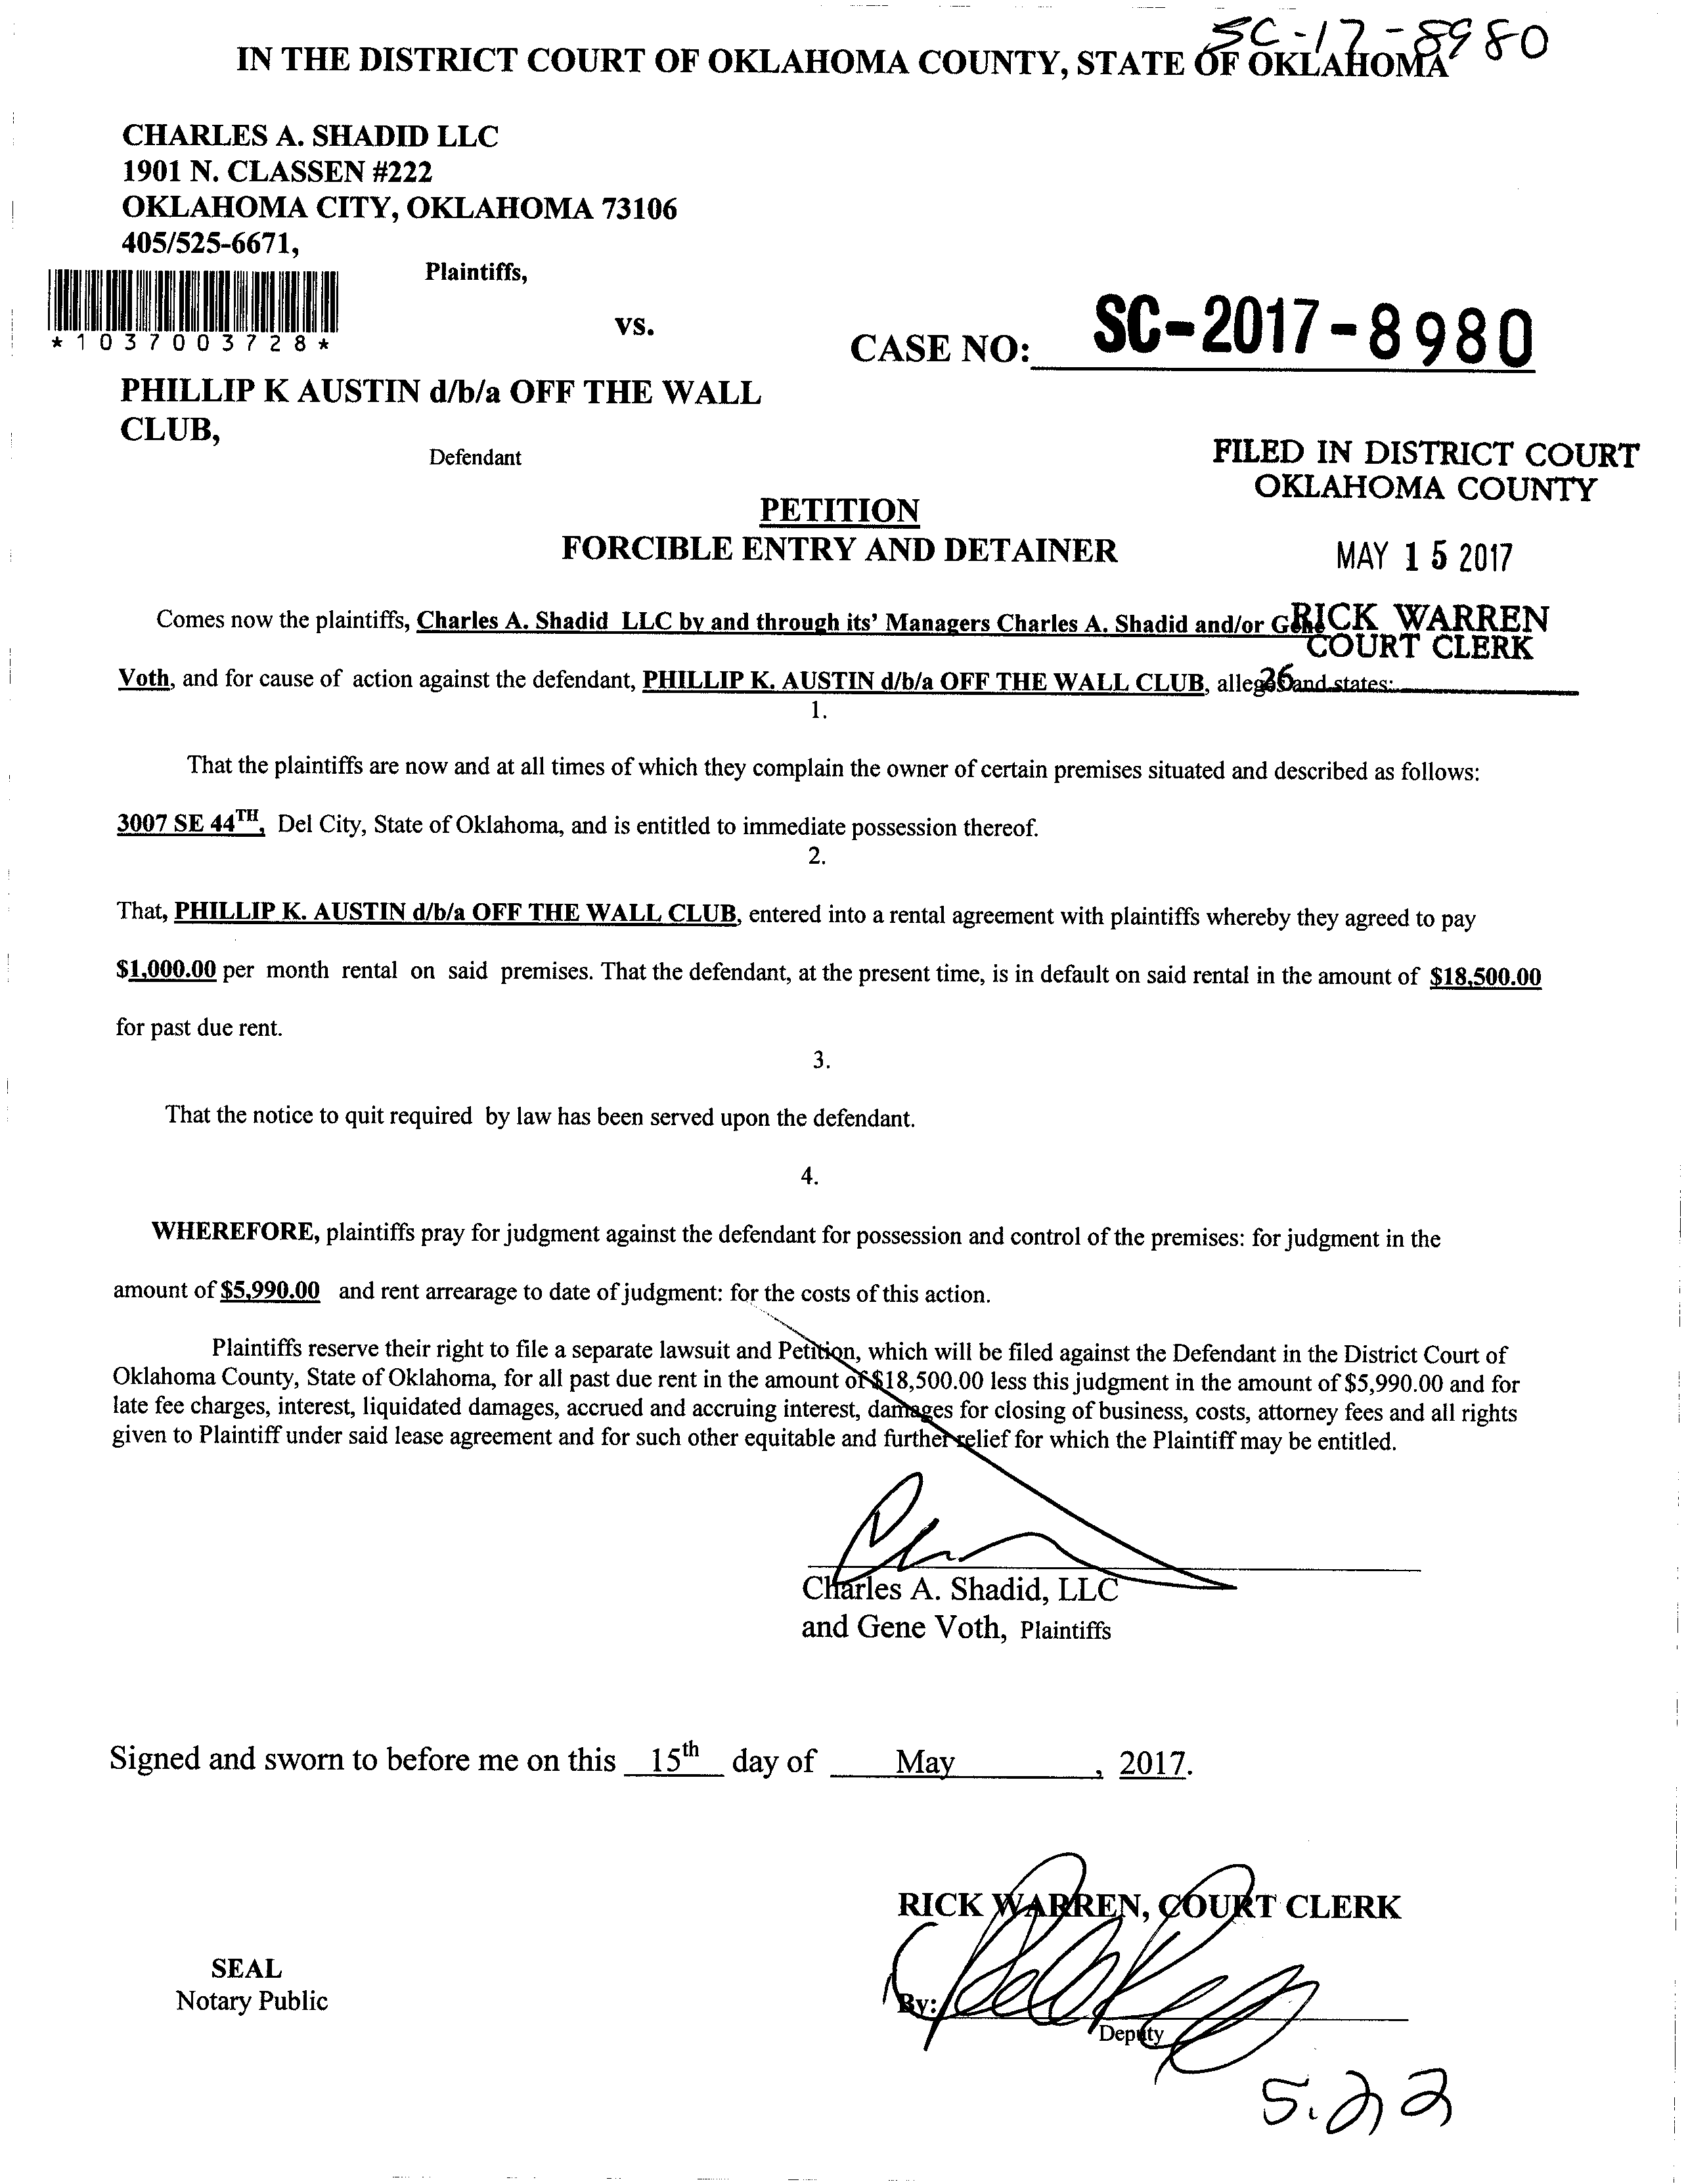 SC-17-8980
IN THE DISTRICT COURT OF OKLAHOMA COUNTY, STATE OF OKLAHOMA
CHARLES A. SHADID LLC
1901 N. CLASSEN #222
OKLAHOMA CITY, OKLAHOMA 73106
405/525-6671,
Plaintiffs,
*1037003728*
vs.
CASE NO: SC-2017-8980
PHILLIP K AUSTIN d/b/a OFF THE WALL
CLUB,
Defendant
FILED IN DISTRICT COURT
OKLAHOMA COUNTY
PETITION
FORCIBLE ENTRY AND DETAINER
MAY 15 2017
RICK WARREN
COURT CLERK
26
Comes now the plaintiffs, Charles A. Shadid LLC by and through its' Managers Charles A. Shadid and/or Gene
Voth, and for cause of action against the defendant, PHILLIP K. AUSTIN d/b/a OFF THE WALL CLUB, alleges and states:
1.
That the plaintiffs are now and at all times of which they complain the owner of certain premises situated and described as follows:
3007 SE 44TH, Del City, State of Oklahoma, and is entitled to immediate possession thereof.
2.
That, PHILLIP K. AUSTIN d/b/a OFF THE WALL CLUB, entered into a rental agreement with plaintiffs whereby they agreed to pay
$1,000.00 per month rental on said premises. That the defendant, at the present time, is in default on said rental in the amount of $18,500.00
for past due rent.
3.
That the notice to quit required by law has been served upon the defendant.
4.
WHEREFORE, plaintiffs pray for judgment against the defendant for possession and control of the premises: for judgment in the
amount of $5,990.00 and rent arrearage to date of judgment: for the costs of this action.
Plaintiffs reserve their right to file a separate lawsuit and Petition, which will be filed against the Defendant in the District Court of
Oklahoma County, State of Oklahoma, for all past due rent in the amount of $18,500.00 less this judgment in the amount of $5,990.00 and for
late fee charges, interest, liquidated damages, accrued and accruing interest, damages for closing of business, costs, attorney fees and all rights
given to Plaintiff under said lease agreement and for such other equitable and further relief for which the Plaintiff may be entitled.
Charles A. Shadid, LLC
and Gene Voth, Plaintiffs
Signed and sworn to before me on this 15th day of May, 2017.
RICK WARREN, COURT CLERK
SEAL
Notary Public
By:
Deputy
5.22